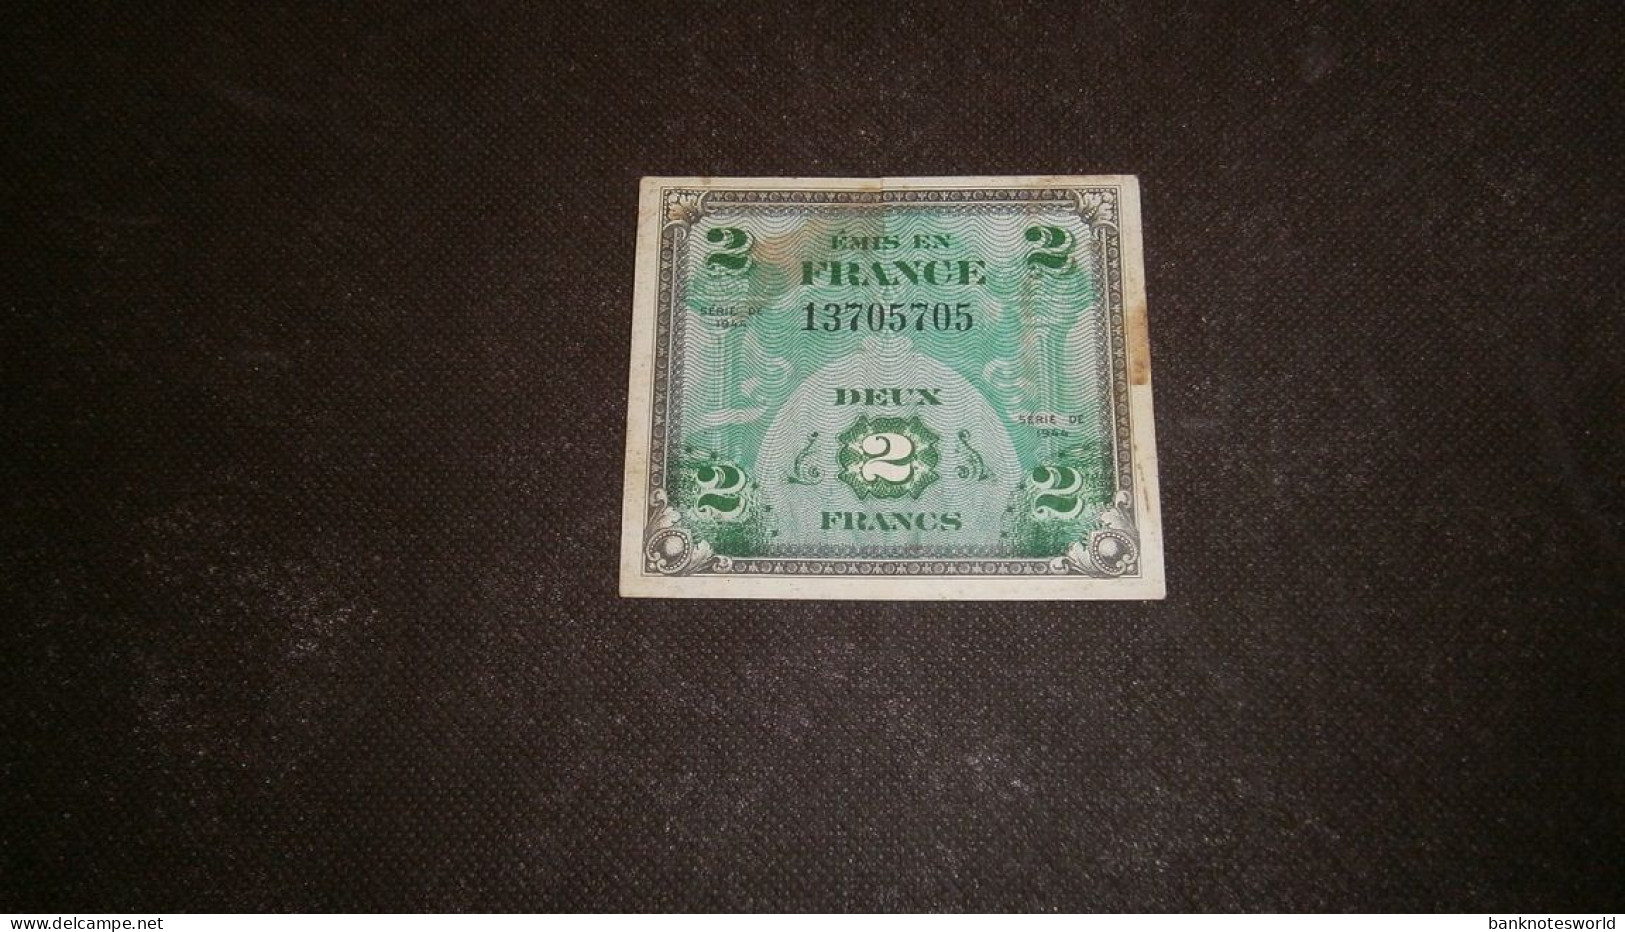 2 ÉMIS EN 2
FRANCE
SÉRIE DE
1944
13705705
DEUX
SÉRIE DE
1944
2 2 2
FRANCS
www.delcampe.net
banknotesworld